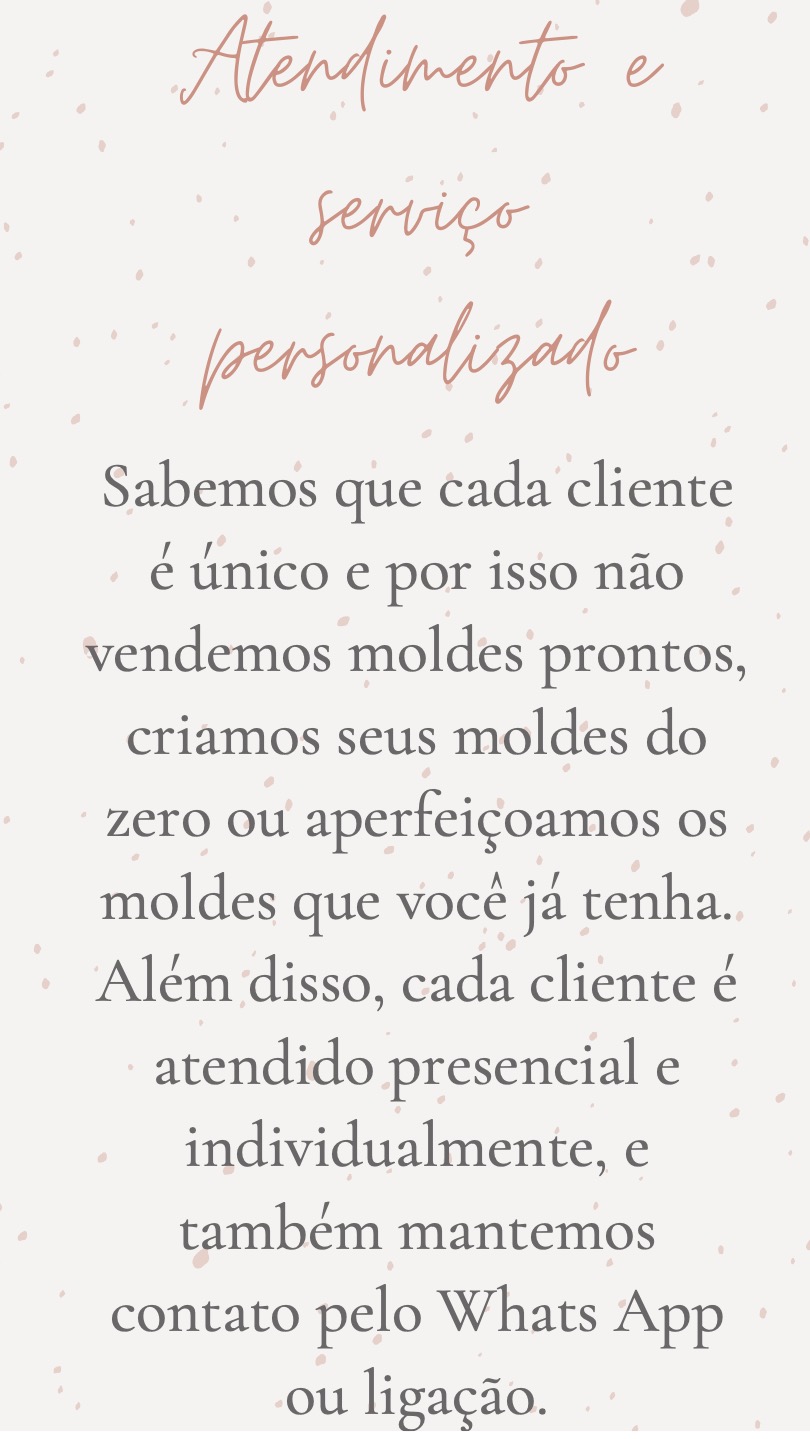 Atendimento e
serviço
personalizado
Sabemos que cada cliente
é único e por isso não
vendemos moldes prontos,
criamos seus moldes do
zero ou aperfeiçoamos os
moldes que você já tenha.
Além disso, cada cliente é
atendido presencial e
individualmente, e
também mantemos
contato pelo Whats App
ou ligação.